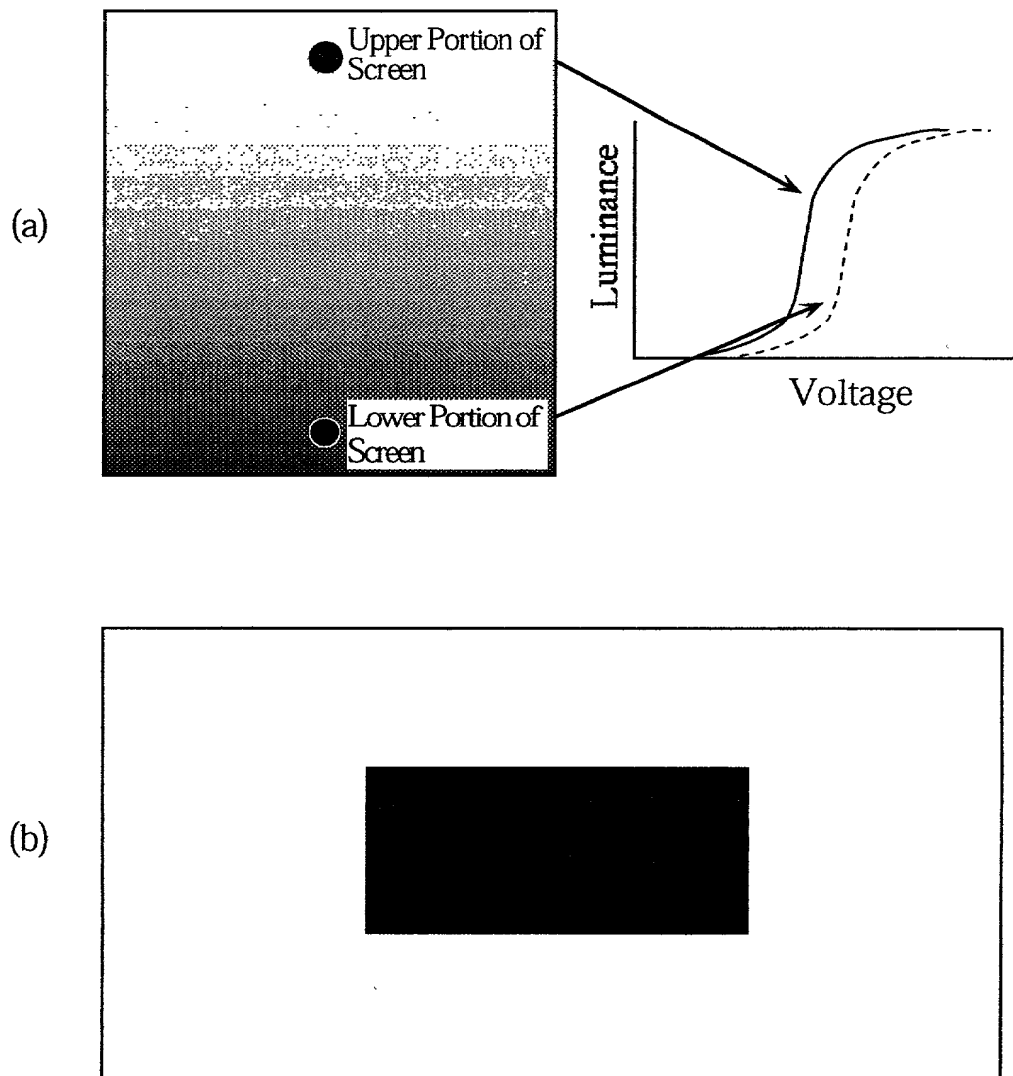 Upper Portion of
Screen
(a)
Luminance
Voltage
Lower Portion of
Screen
(b)